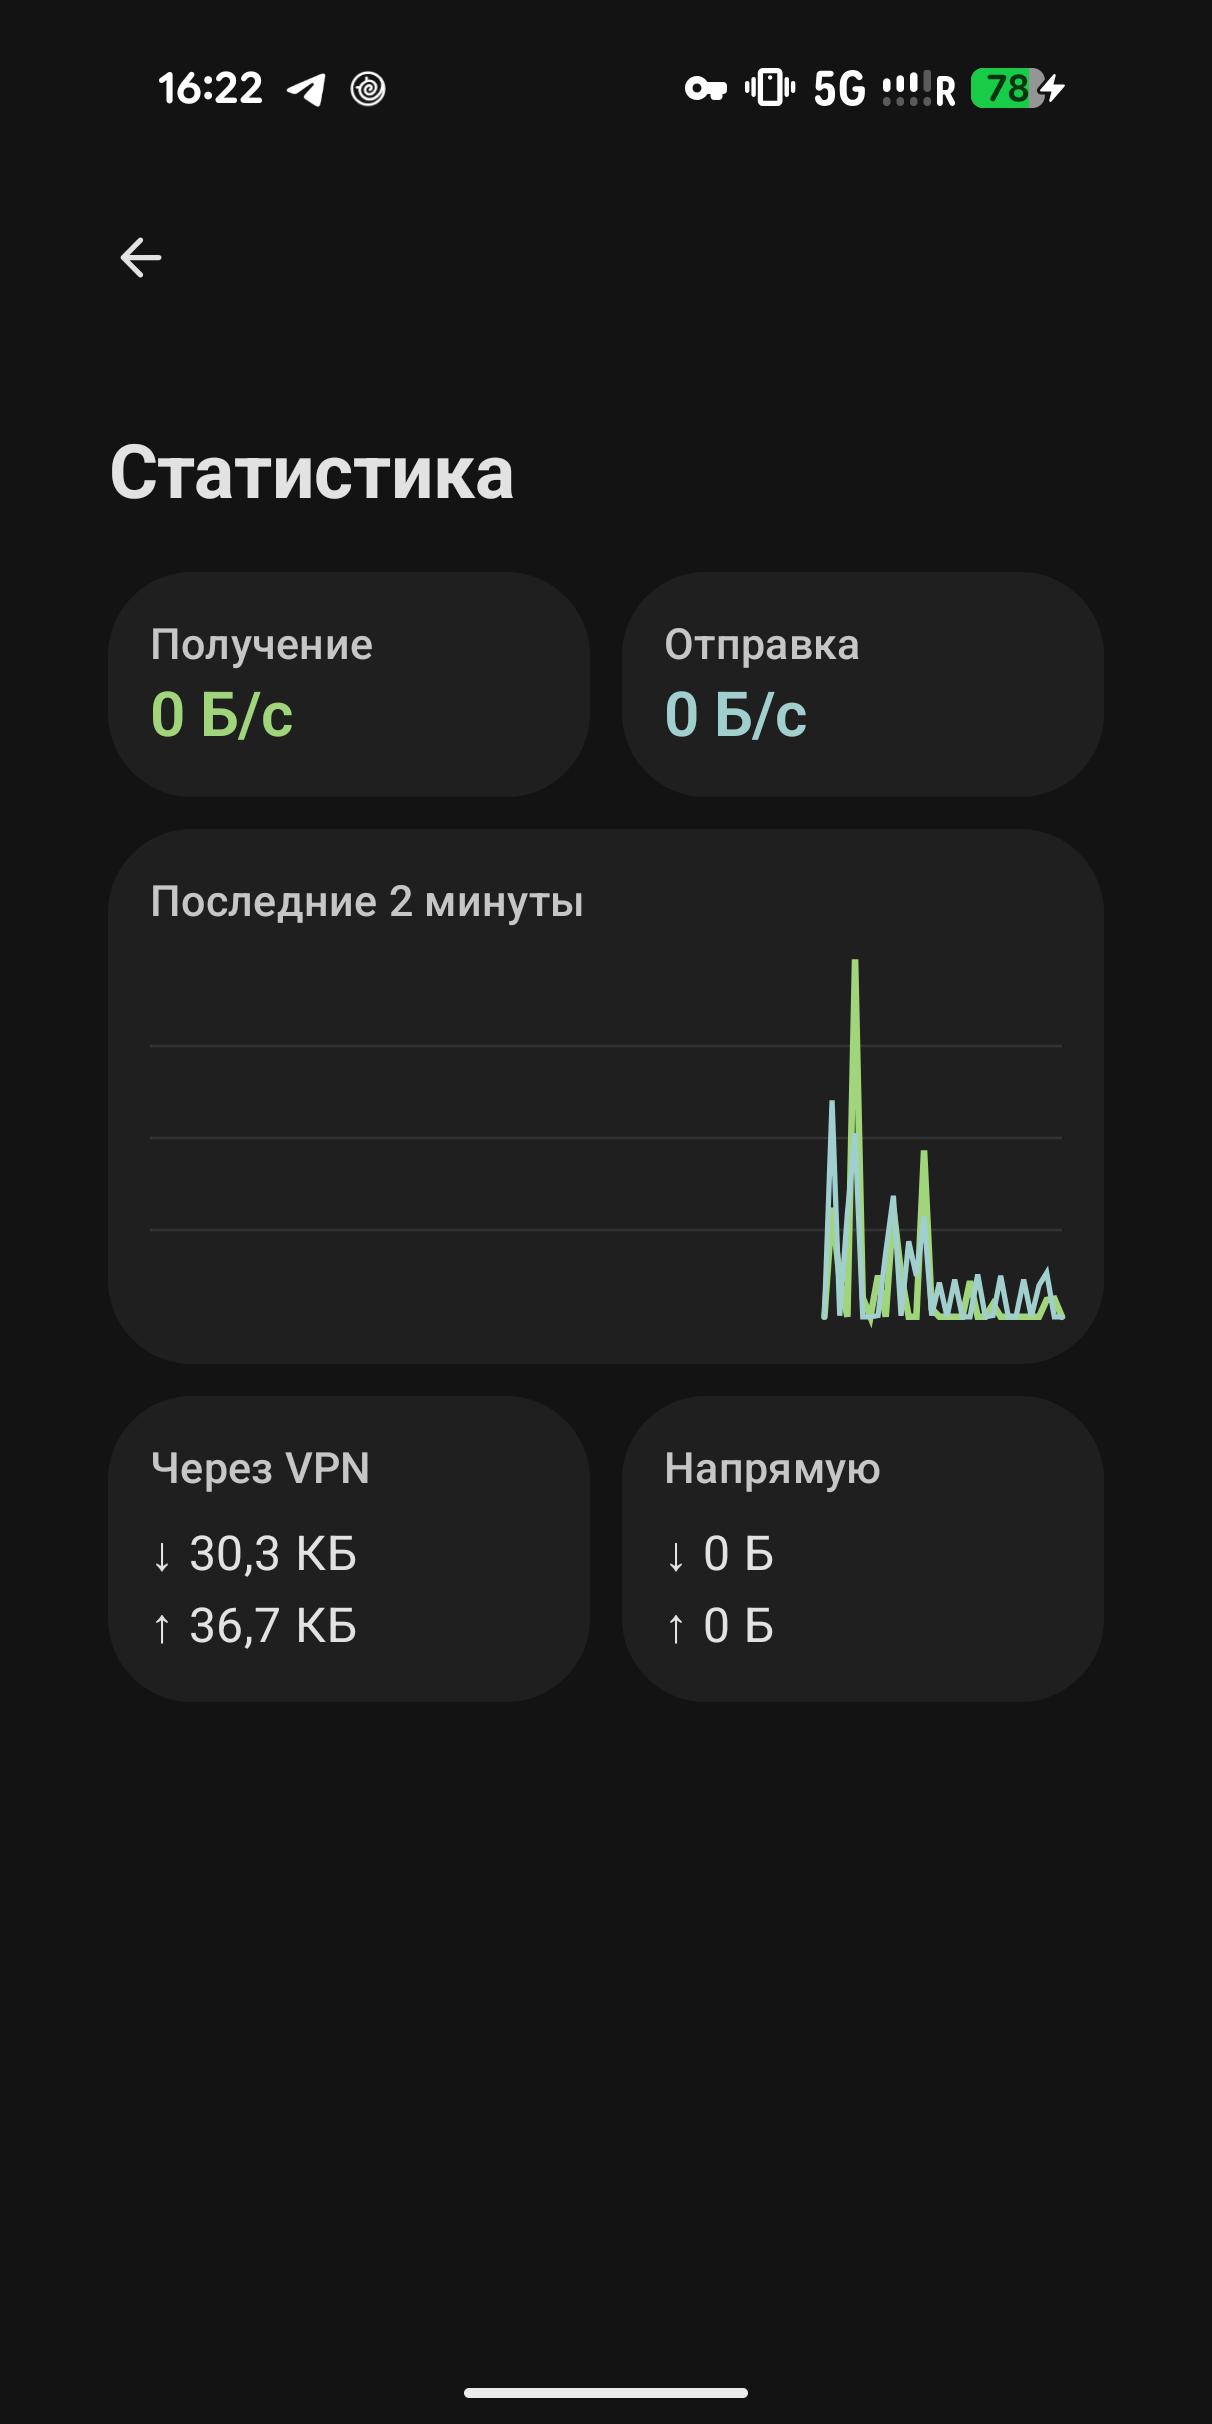 16:22 5G R 78
Статистика
Получение
0 Б/с
Отправка
0 Б/с
Последние 2 минуты
Через VPN
↓ 30,3 КБ
↑ 36,7 КБ
Напрямую
↓ 0 Б
↑ 0 Б